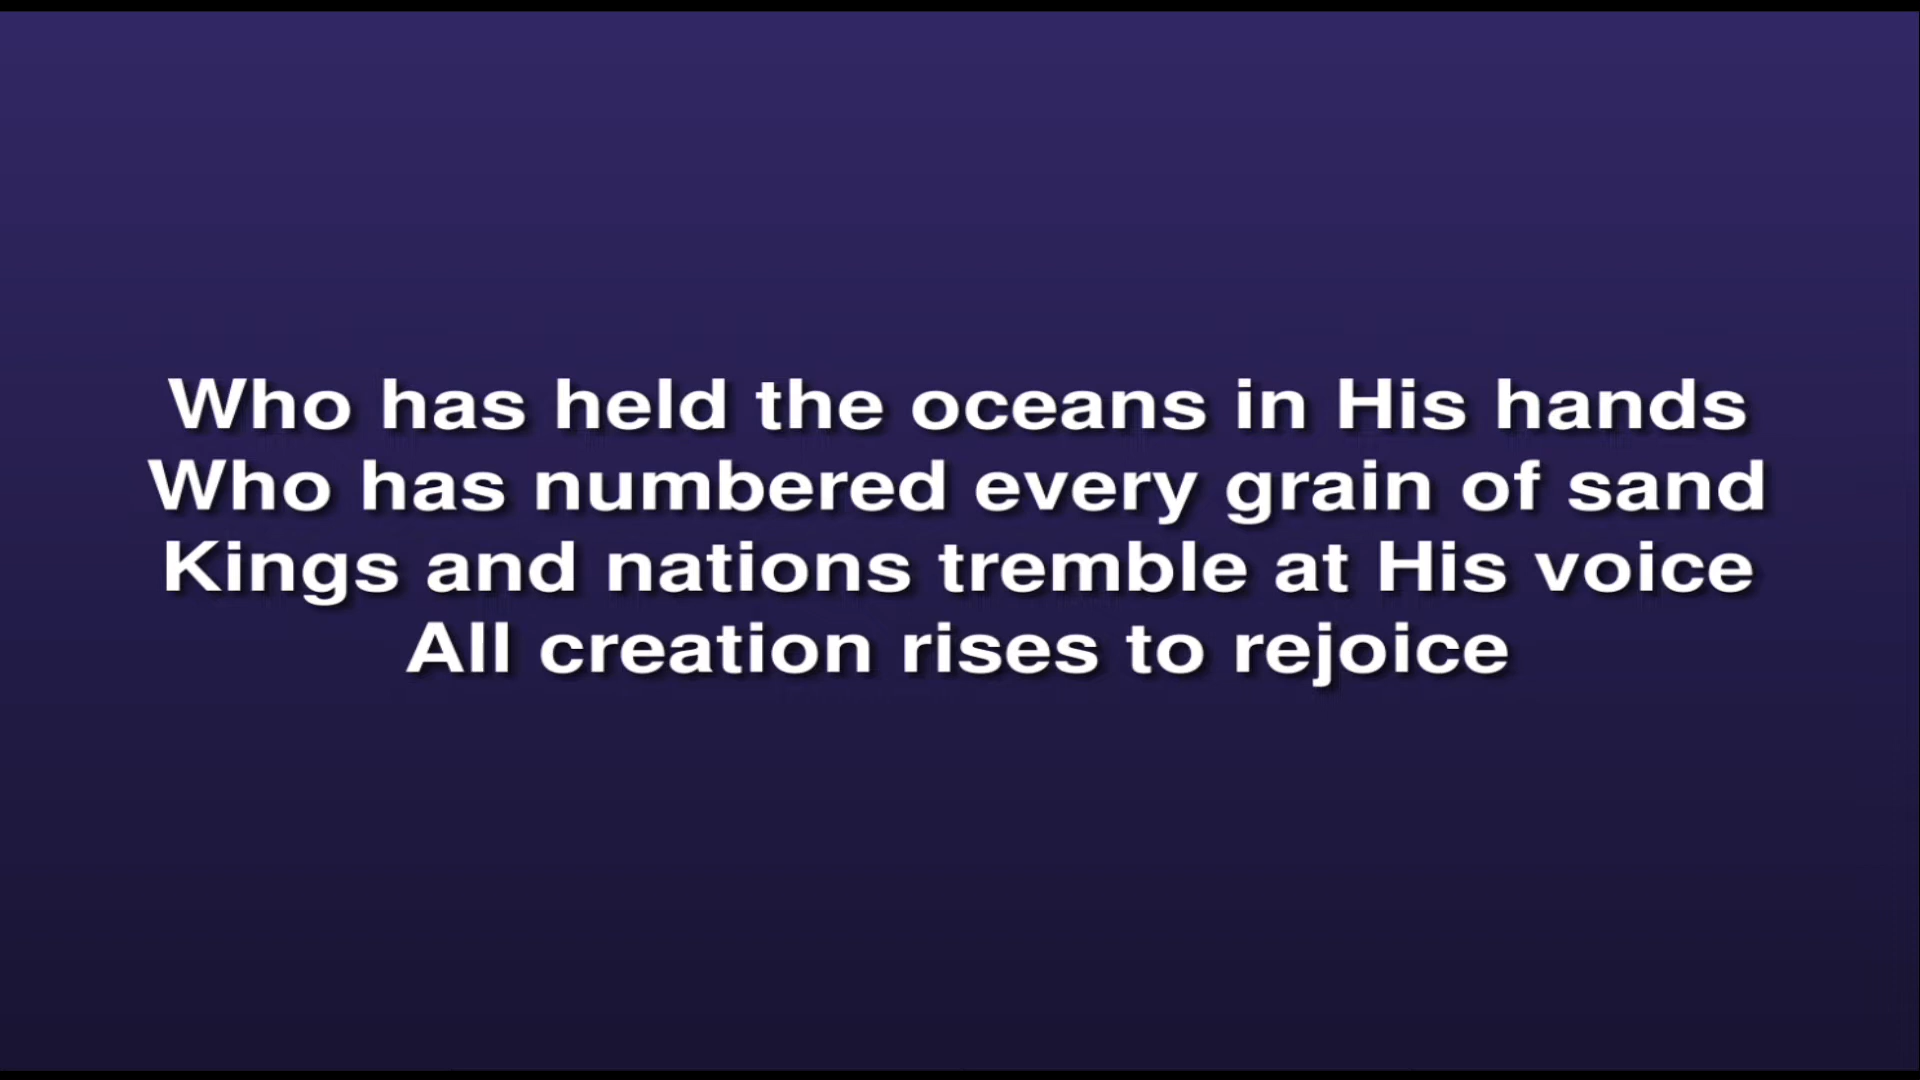 Who has held the oceans in His hands
Who has numbered every grain of sand
Kings and nations tremble at His voice
All creation rises to rejoice